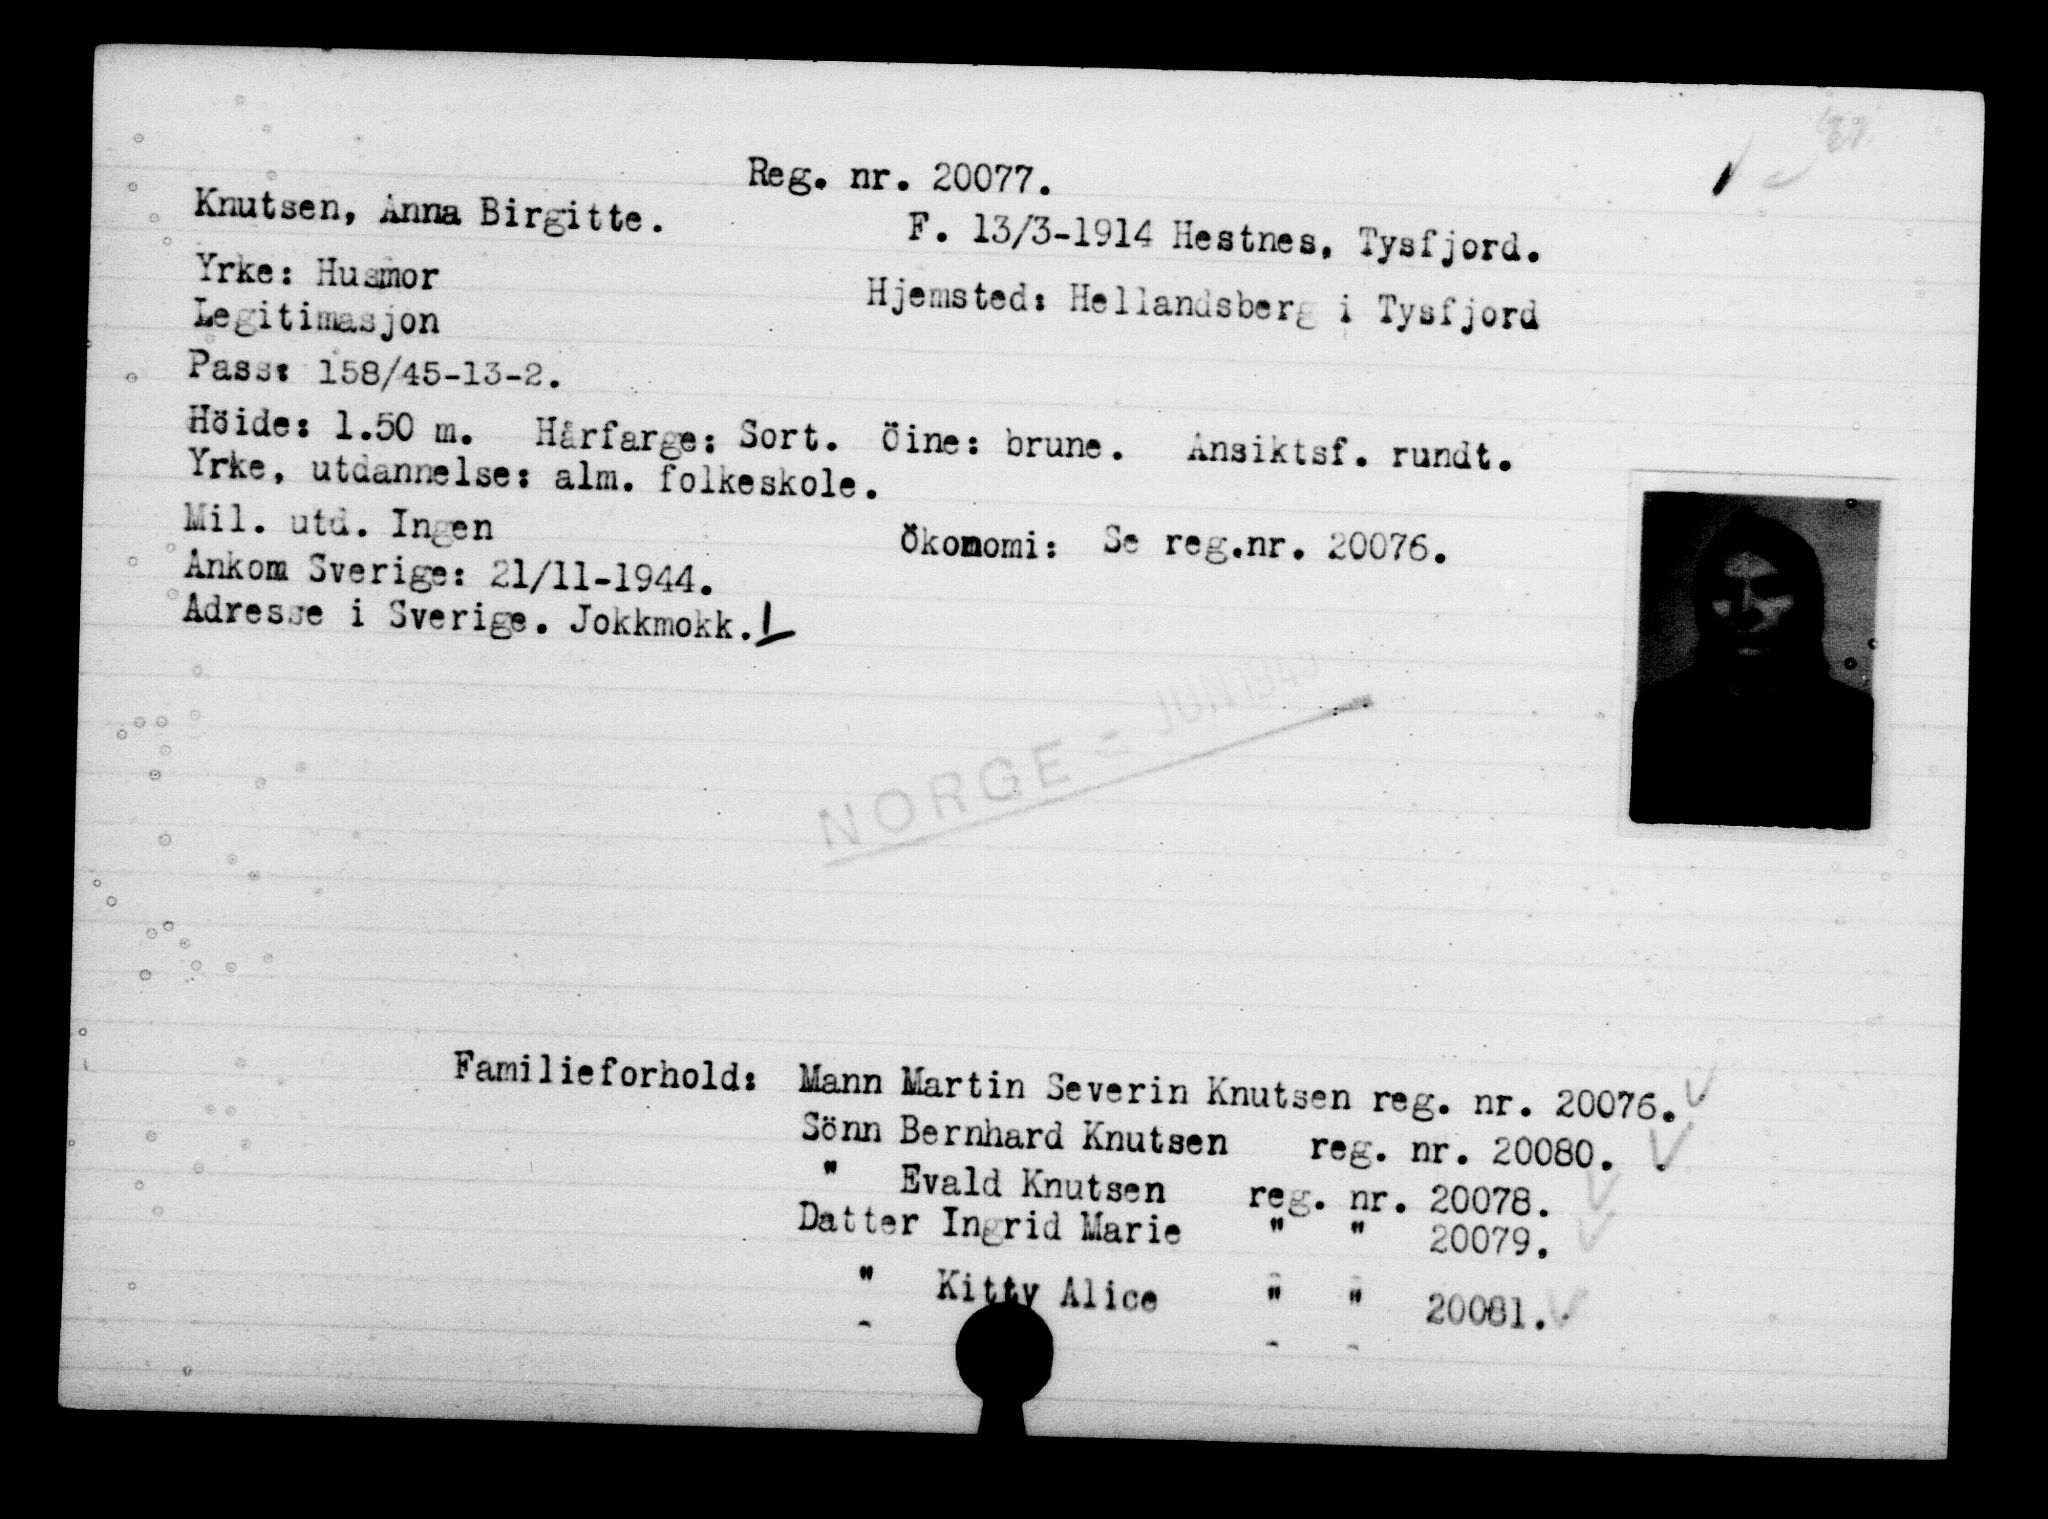 Reg. nr. 20077.
Knutsen, Anna Birgitte.
F. 13/3-1914 Hestnes, Tysfjord.
Yrke: Husmor
Hjemsted: Hellandsberg i Tysfjord
Legitimasjon
Pass: 158/45-13-2.
Höide: 1.50 m. Hårfarge: Sort. Öine: brune. Ansiktsf. rundt.
Yrke, utdannelse: alm. folkeskole.
Mil. utd. Ingen
Ökonomi: Se reg.nr. 20076.
Ankom Sverige: 21/11-1944.
Adresse i Sverige. Jokkmokk.
NORGE = JUN 194
Familieforhold: Mann Martin Severin Knutsen reg. nr. 20076.
Sönn Bernhard Knutsen reg. nr. 20080.
" Evald Knutsen reg. nr. 20078.
Datter Ingrid Marie " " 20079.
" Kitty Alice " " 20081.